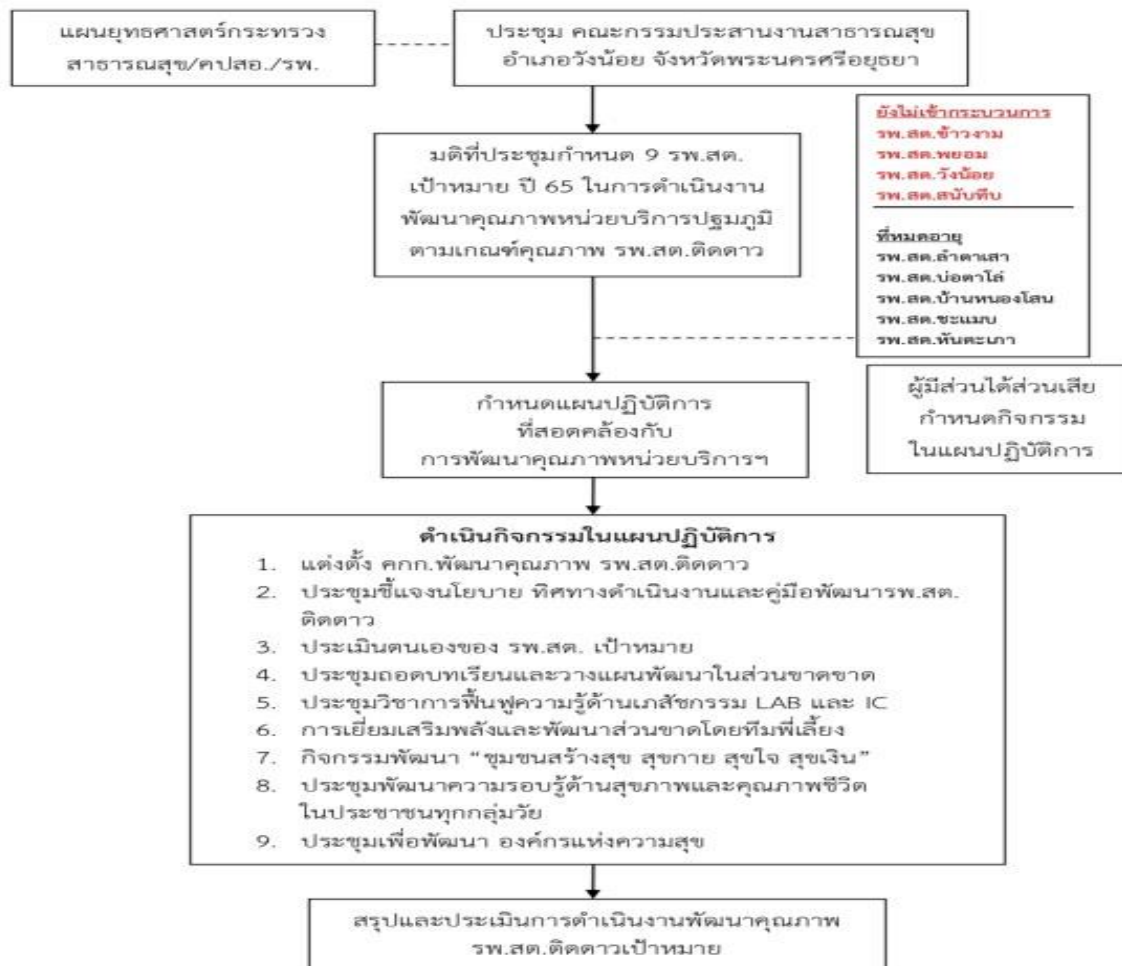 แผนยุทธศาสตร์กระทรวง
สาธารณสุข/คปสอ./รพ.
ประชุม คณะกรรมประสานงานสาธารณสุข
อำเภอวังน้อย จังหวัดพระนครศรีอยุธยา
มติที่ประชุมกำหนด 9 รพ.สต.
เป้าหมาย ปี 65 ในการดำเนินงาน
พัฒนาคุณภาพหน่วยบริการปฐมภูมิ
ตามเกณฑ์คุณภาพ รพ.สต.ติดดาว
ยังไม่เข้ากระบวนการ
รพ.สต.ข้าวงาม
รพ.สต.พยอม
รพ.สต.วังน้อย
รพ.สต.สนับทึบ
ที่หมดอายุ
รพ.สต.ลำตาเสา
รพ.สต.บ่อตาโล่
รพ.สต.บ้านหนองโสน
รพ.สต.ชะแมบ
รพ.สต.หันตะเภา
กำหนดแผนปฏิบัติการ
ที่สอดคล้องกับ
การพัฒนาคุณภาพหน่วยบริการฯ
ผู้มีส่วนได้ส่วนเสีย
กำหนดกิจกรรม
ในแผนปฏิบัติการ
ดำเนินกิจกรรมในแผนปฏิบัติการ
1. แต่งตั้ง คกก.พัฒนาคุณภาพ รพ.สต.ติดดาว
2. ประชุมชี้แจงนโยบาย ทิศทางดำเนินงานและคู่มือพัฒนารพ.สต.
ติดดาว
3. ประเมินตนเองของ รพ.สต. เป้าหมาย
4. ประชุมถอดบทเรียนและวางแผนพัฒนาในส่วนขาดขาด
5. ประชุมวิชาการฟื้นฟูความรู้ด้านเภสัชกรรม LAB และ IC
6. การเยี่ยมเสริมพลังและพัฒนาส่วนขาดโดยทีมพี่เลี้ยง
7. กิจกรรมพัฒนา “ชุมชนสร้างสุข สุขกาย สุขใจ สุขเงิน”
8. ประชุมพัฒนาความรอบรู้ด้านสุขภาพและคุณภาพชีวิต
ในประชาชนทุกกลุ่มวัย
9. ประชุมเพื่อพัฒนา องค์กรแห่งความสุข
สรุปและประเมินการดำเนินงานพัฒนาคุณภาพ
รพ.สต.ติดดาวเป้าหมาย